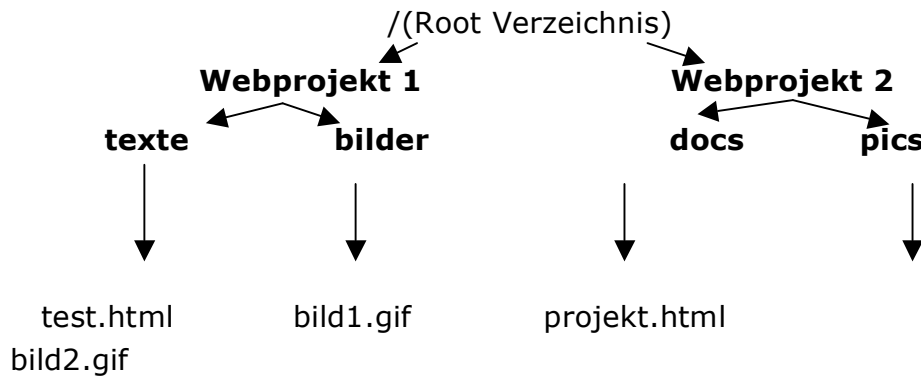 /(Root Verzeichnis)
Webprojekt 1 Webprojekt 2
texte bilder docs pics
test.html bild1.gif projekt.html
bild2.gif